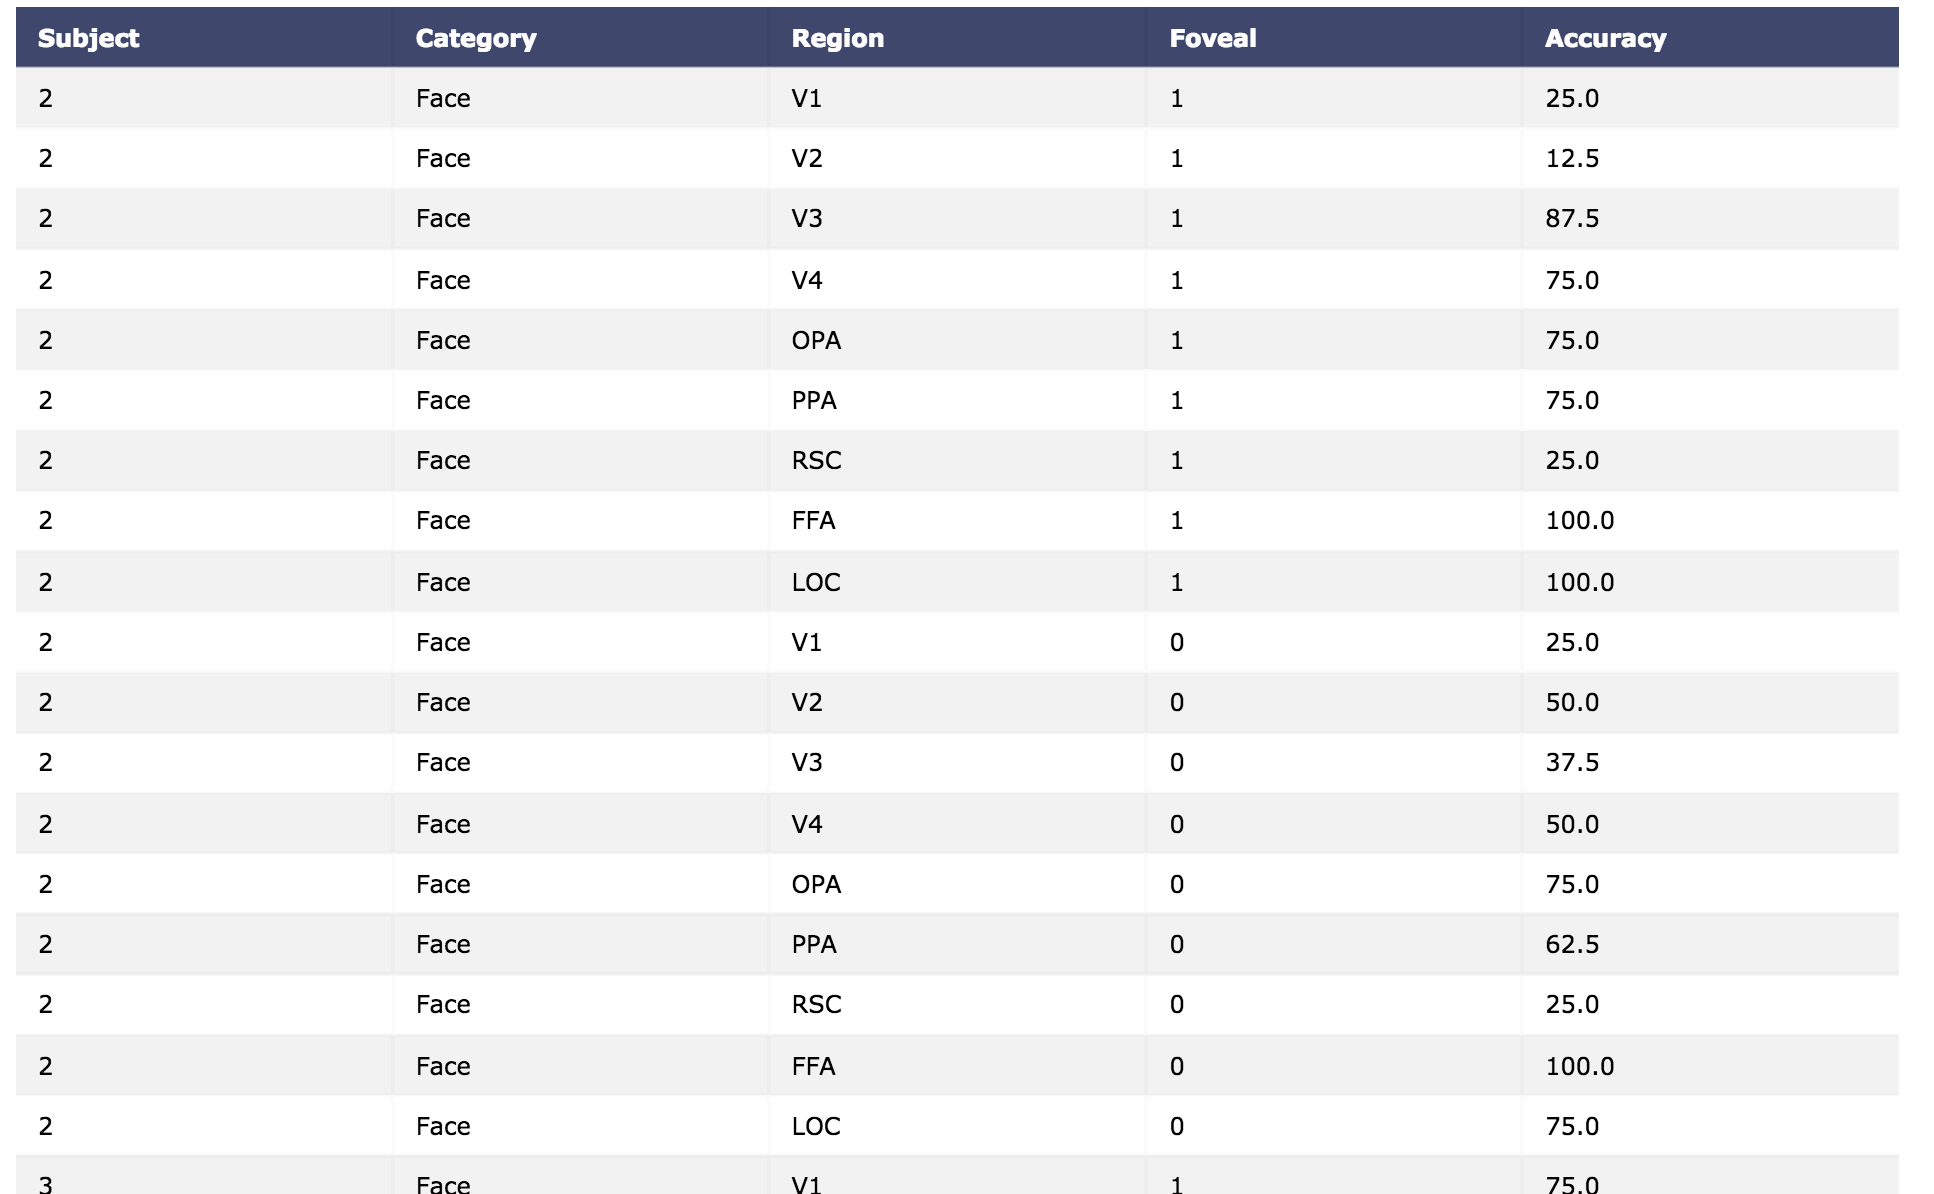 Subject Category Region Foveal Accuracy
2 Face V1 1 25.0
2 Face V2 1 12.5
2 Face V3 1 87.5
2 Face V4 1 75.0
2 Face OPA 1 75.0
2 Face PPA 1 75.0
2 Face RSC 1 25.0
2 Face FFA 1 100.0
2 Face LOC 1 100.0
2 Face V1 0 25.0
2 Face V2 0 50.0
2 Face V3 0 37.5
2 Face V4 0 50.0
2 Face OPA 0 75.0
2 Face PPA 0 62.5
2 Face RSC 0 25.0
2 Face FFA 0 100.0
2 Face LOC 0 75.0
3 Face V1 1 75.0